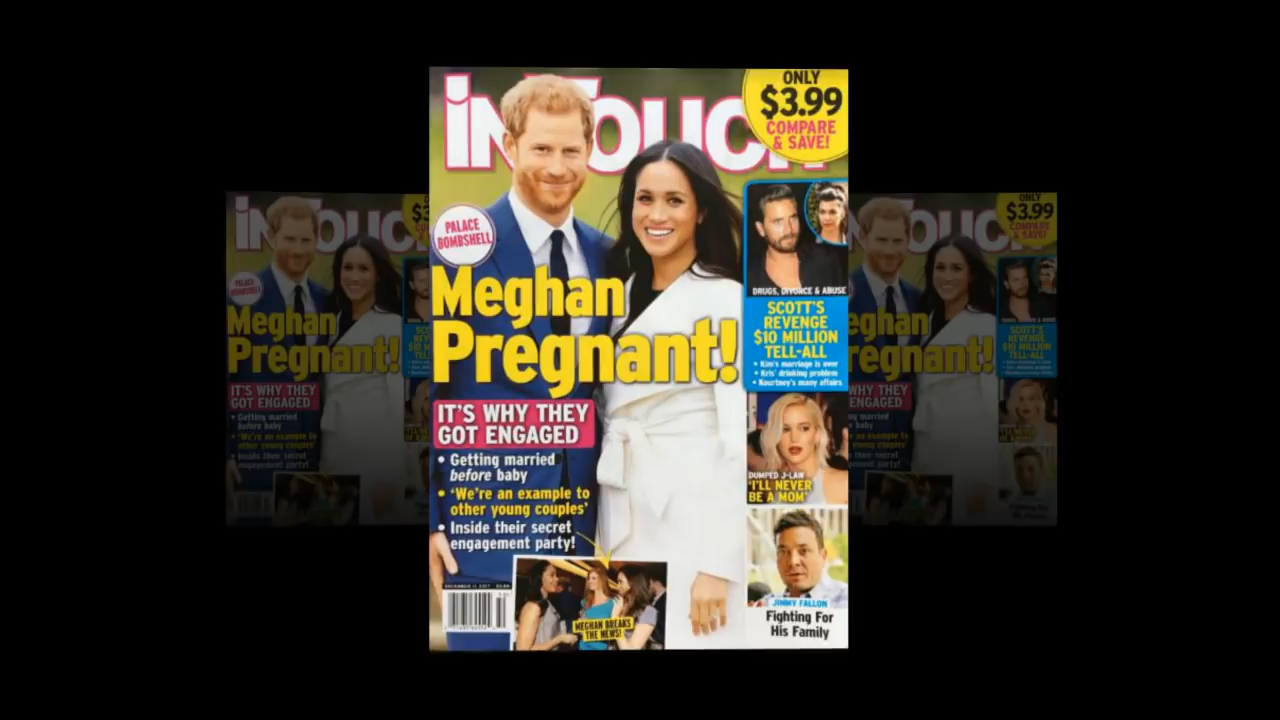 inTouch
ONLY
$3.99
COMPARE
& SAVE!
PALACE
BOMBSHELL
Meghan
Pregnant!
IT'S WHY THEY
GOT ENGAGED
• Getting married
before baby
• 'We're an example to
other young couples'
• Inside their secret
engagement party!
MEGHAN BREAKS
THE NEWS!
DECEMBER 11, 2017
DRUGS, DIVORCE & ABUSE
SCOTT'S
REVENGE
$10 MILLION
TELL-ALL
• Kim's marriage is over
• Kris' drinking problem
• Kourtney's many affairs
DUMPED J-LAW
'I'LL NEVER
BE A MOM'
JIMMY FALLON
Fighting For
His Family